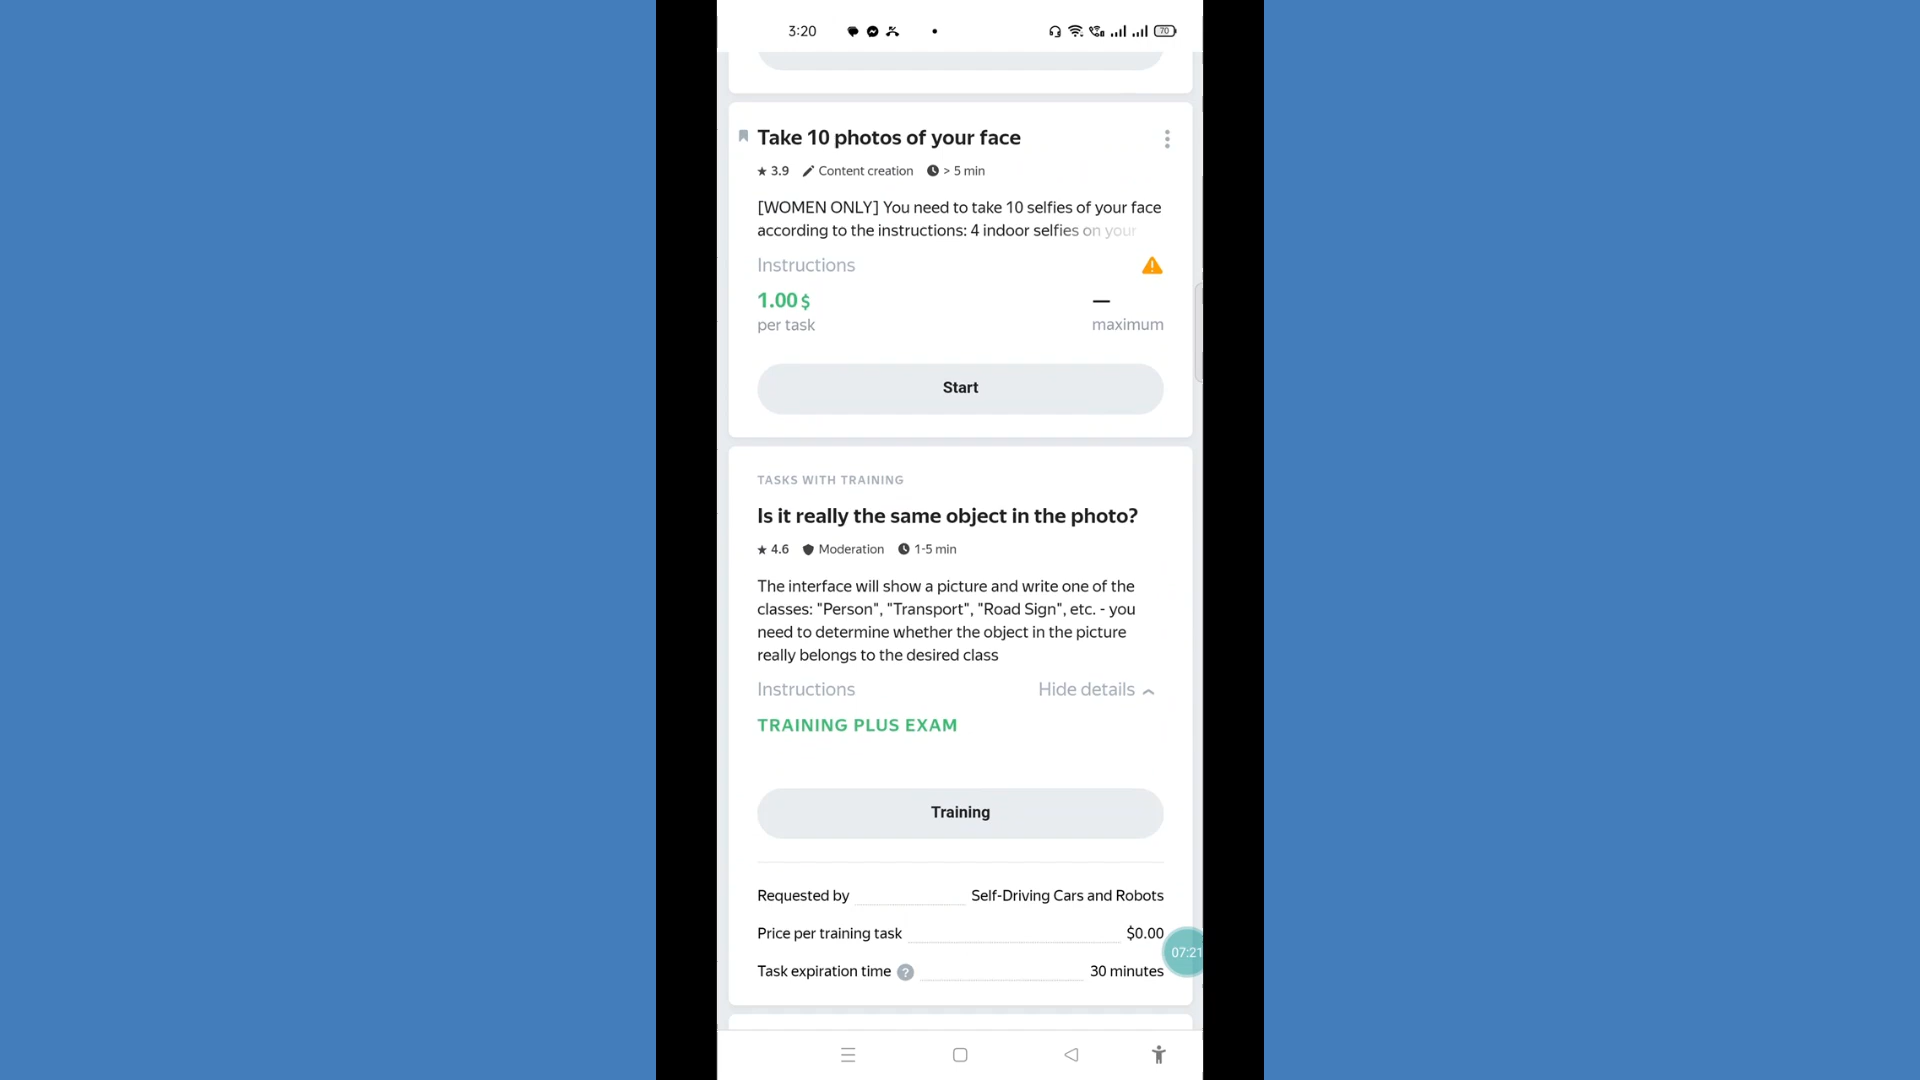 3:20
70
Take 10 photos of your face
3.9 Content creation > 5 min
[WOMEN ONLY] You need to take 10 selfies of your face
according to the instructions: 4 indoor selfies on your
Instructions
1.00 $ —
per task maximum
Start
TASKS WITH TRAINING
Is it really the same object in the photo?
4.6 Moderation 1-5 min
The interface will show a picture and write one of the
classes: "Person", "Transport", "Road Sign", etc. - you
need to determine whether the object in the picture
really belongs to the desired class
Instructions Hide details
TRAINING PLUS EXAM
Training
Requested by Self-Driving Cars and Robots
Price per training task $0.00
07:21
Task expiration time ? 30 minutes